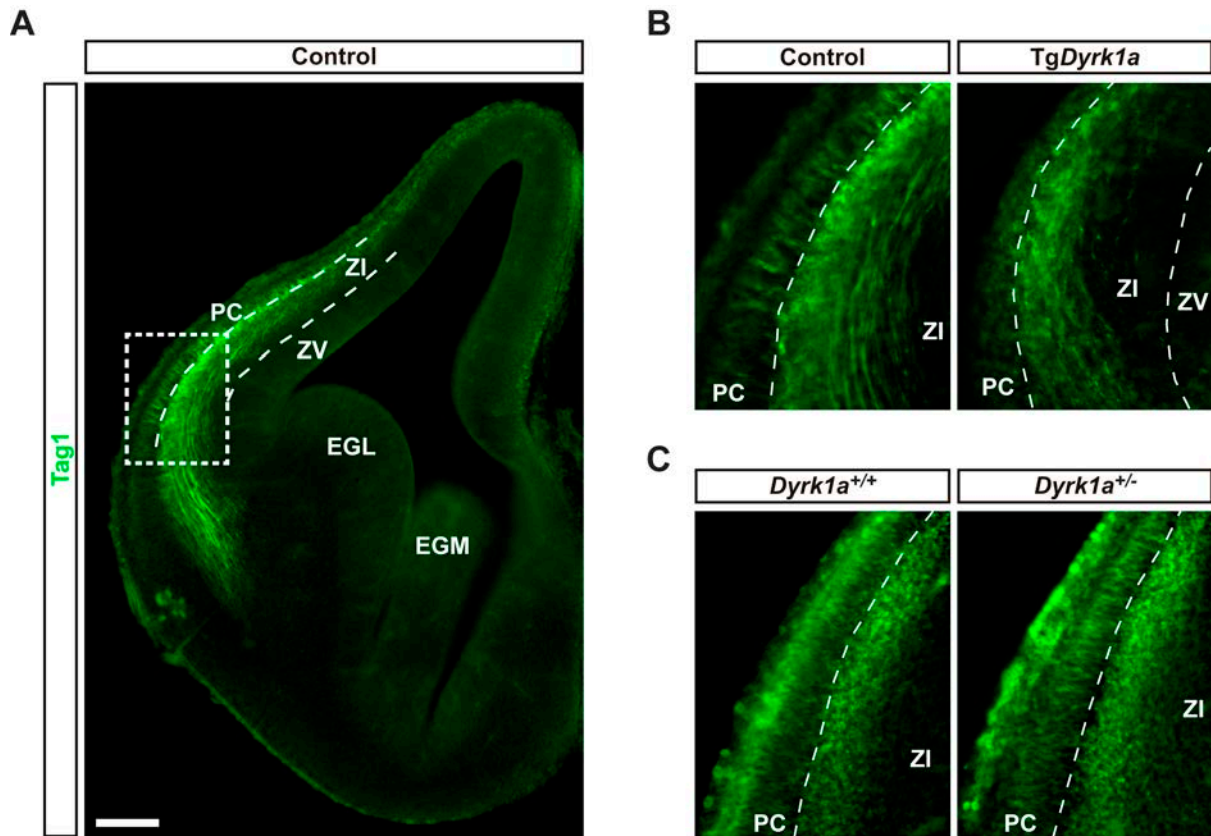 A
Control
Tag1
ZI
PC
ZV
EGL
EGM
B
Control
TgDyrk1a
ZI
ZI
ZV
PC
PC
C
Dyrk1a+/+
Dyrk1a+/-
ZI
ZI
PC
PC